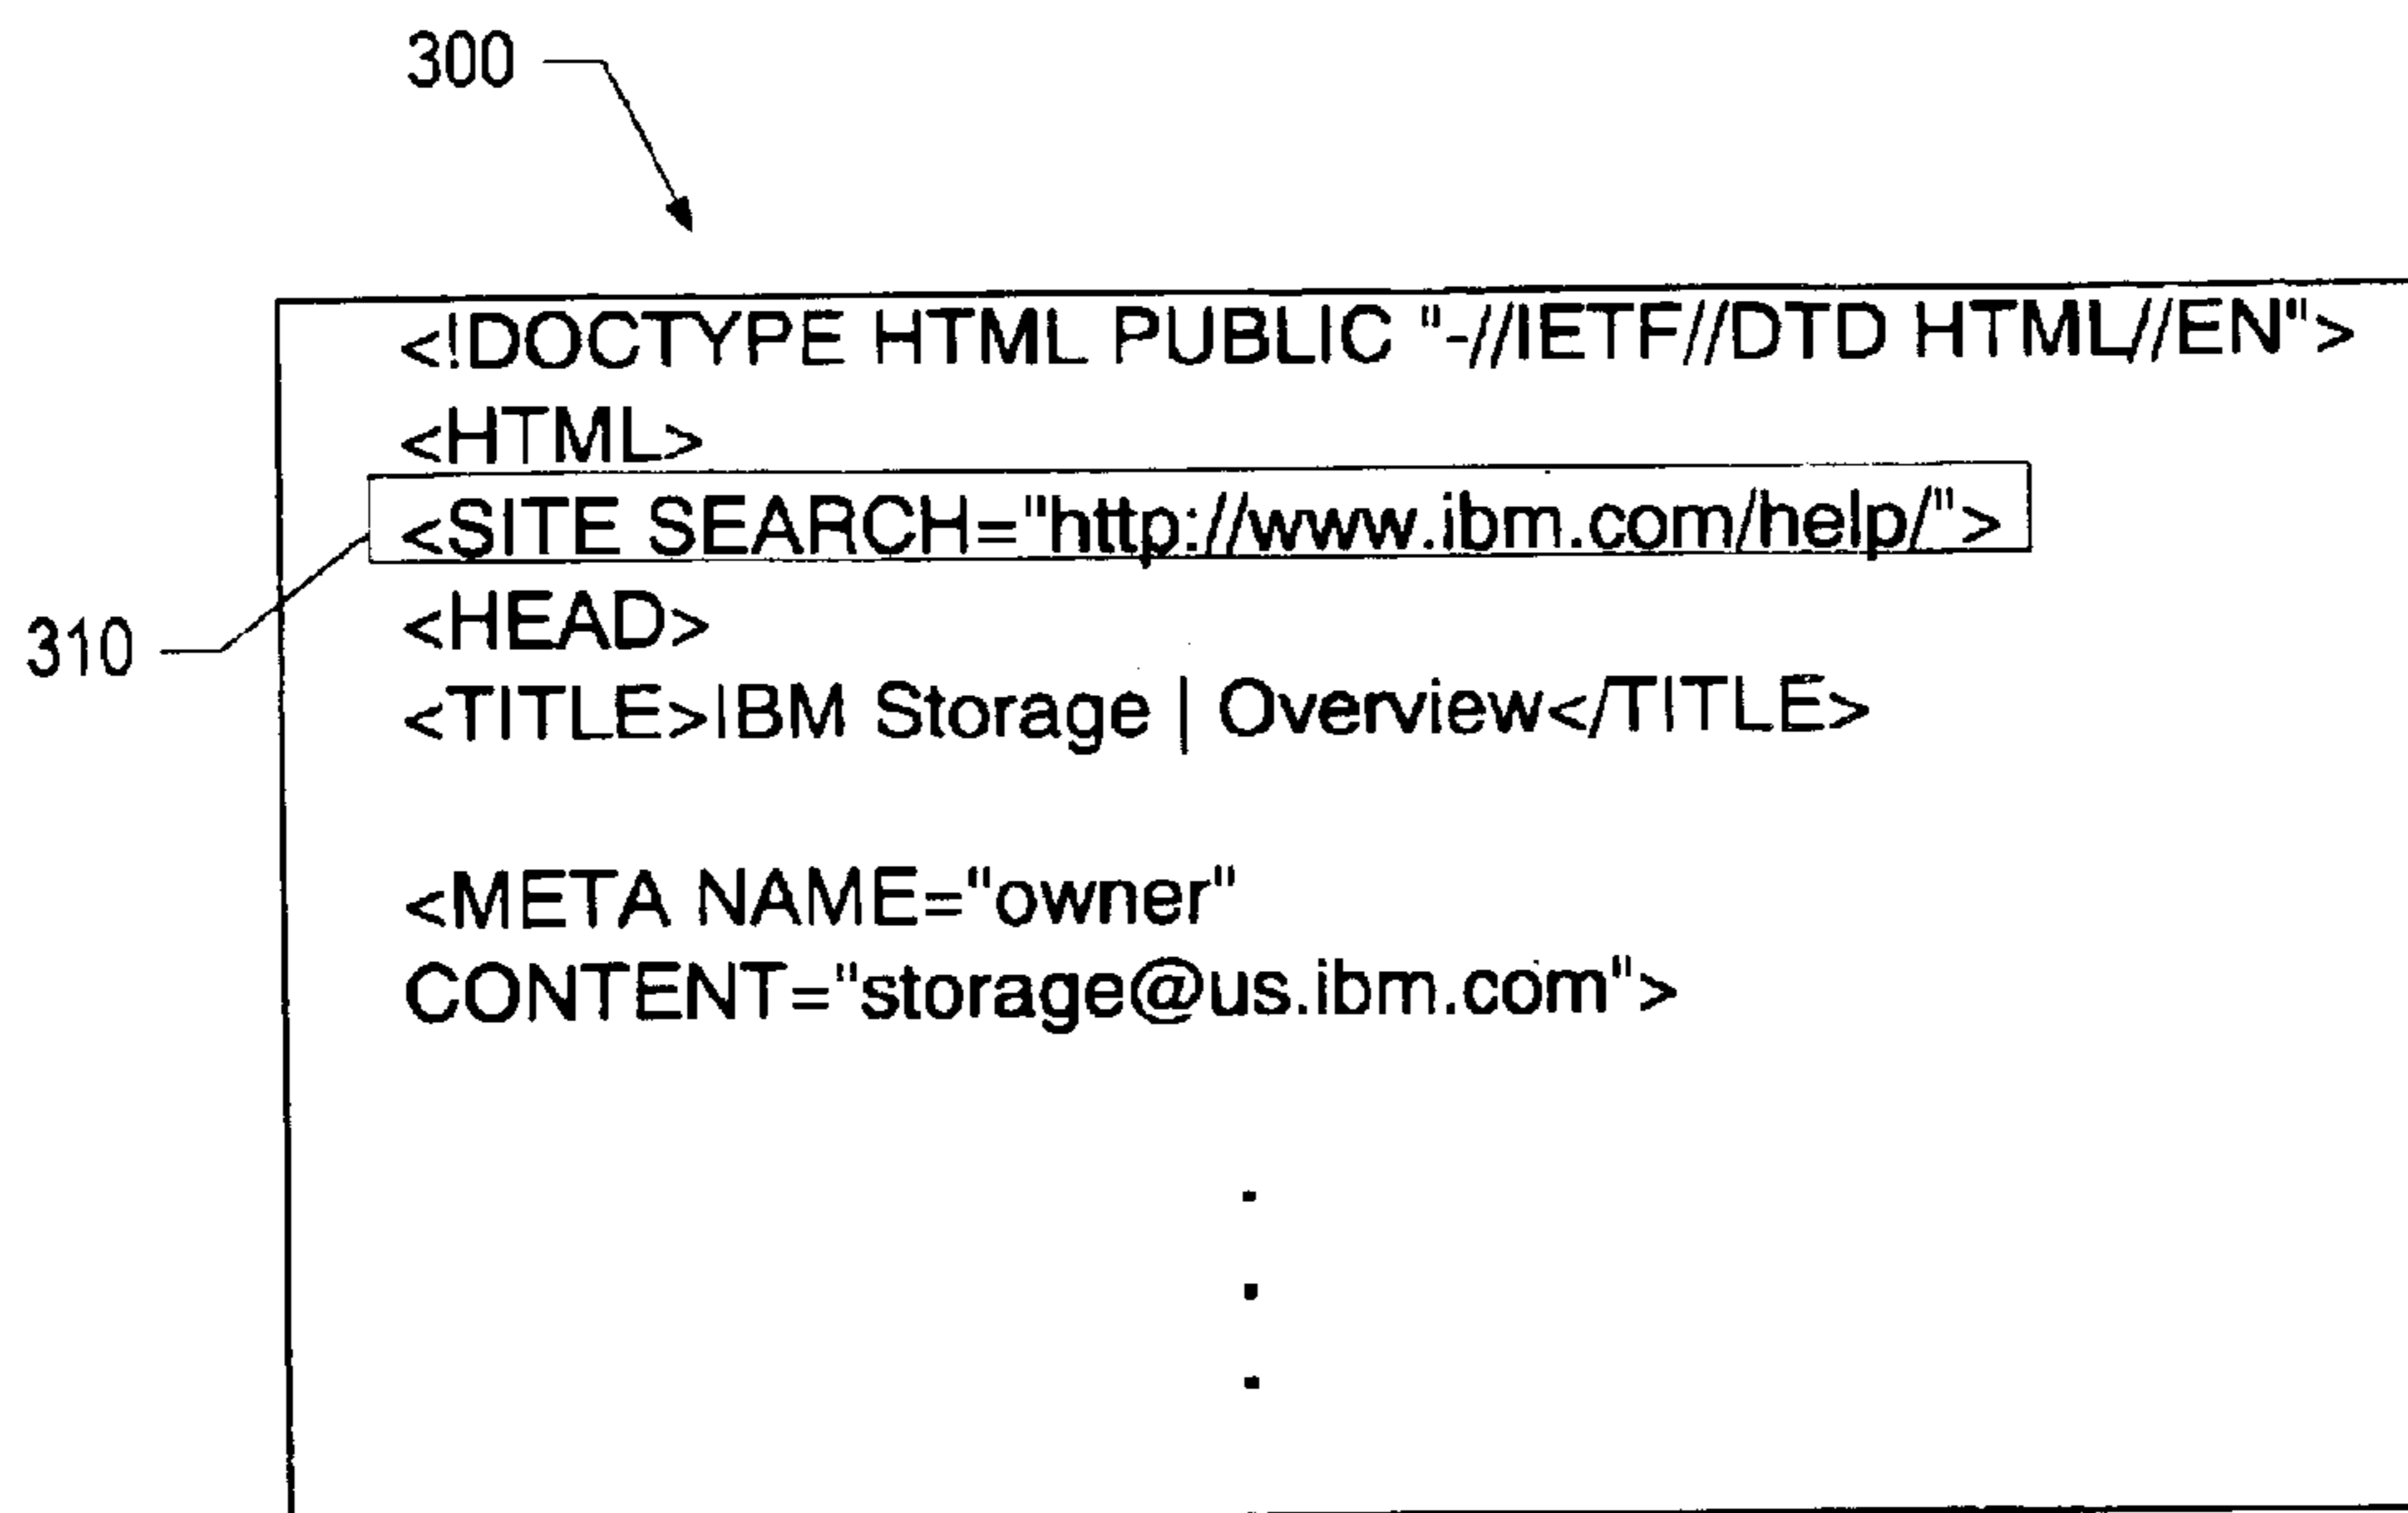 300
<!DOCTYPE HTML PUBLIC "-//IETF//DTD HTML//EN">
<HTML>
<SITE SEARCH="http://www.ibm.com/help/">
<HEAD>
310
<TITLE>IBM Storage | Overview</TITLE>
<META NAME="owner"
CONTENT="storage@us.ibm.com">
.
.
.